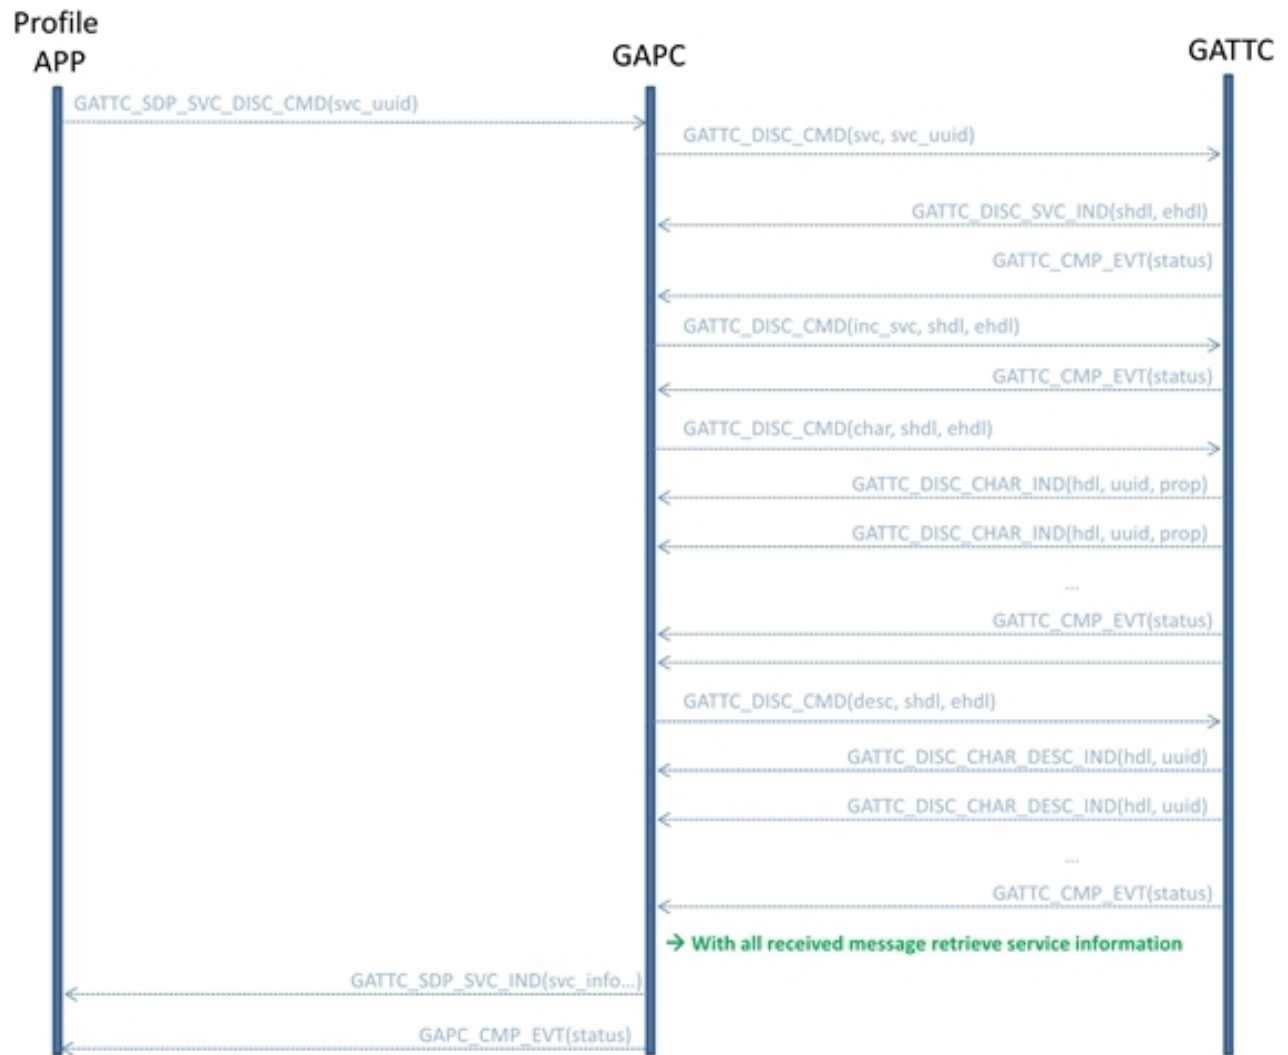 Profile
APP
GAPC
GATTC
GATTC_SDP_SVC_DISC_CMD(svc_uuid)
GATTC_DISC_CMD(svc, svc_uuid)
GATTC_DISC_SVC_IND(shdl, ehdl)
GATTC_CMP_EVT(status)
GATTC_DISC_CMD(inc_svc, shdl, ehdl)
GATTC_CMP_EVT(status)
GATTC_DISC_CMD(char, shdl, ehdl)
GATTC_DISC_CHAR_IND(hdl, uuid, prop)
GATTC_DISC_CHAR_IND(hdl, uuid, prop)
...
GATTC_CMP_EVT(status)
GATTC_DISC_CMD(desc, shdl, ehdl)
GATTC_DISC_CHAR_DESC_IND(hdl, uuid)
GATTC_DISC_CHAR_DESC_IND(hdl, uuid)
...
GATTC_CMP_EVT(status)
→ With all received message retrieve service information
GATTC_SDP_SVC_IND(svc_info...)
GAPC_CMP_EVT(status)